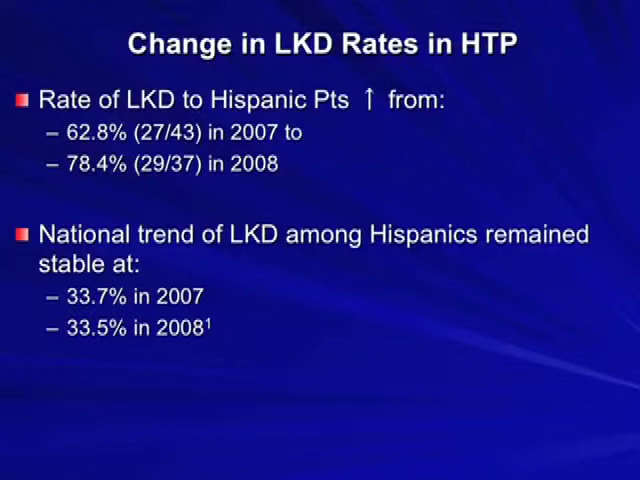 Change in LKD Rates in HTP
Rate of LKD to Hispanic Pts ↑ from:
– 62.8% (27/43) in 2007 to
– 78.4% (29/37) in 2008
National trend of LKD among Hispanics remained
stable at:
– 33.7% in 2007
– 33.5% in 2008¹